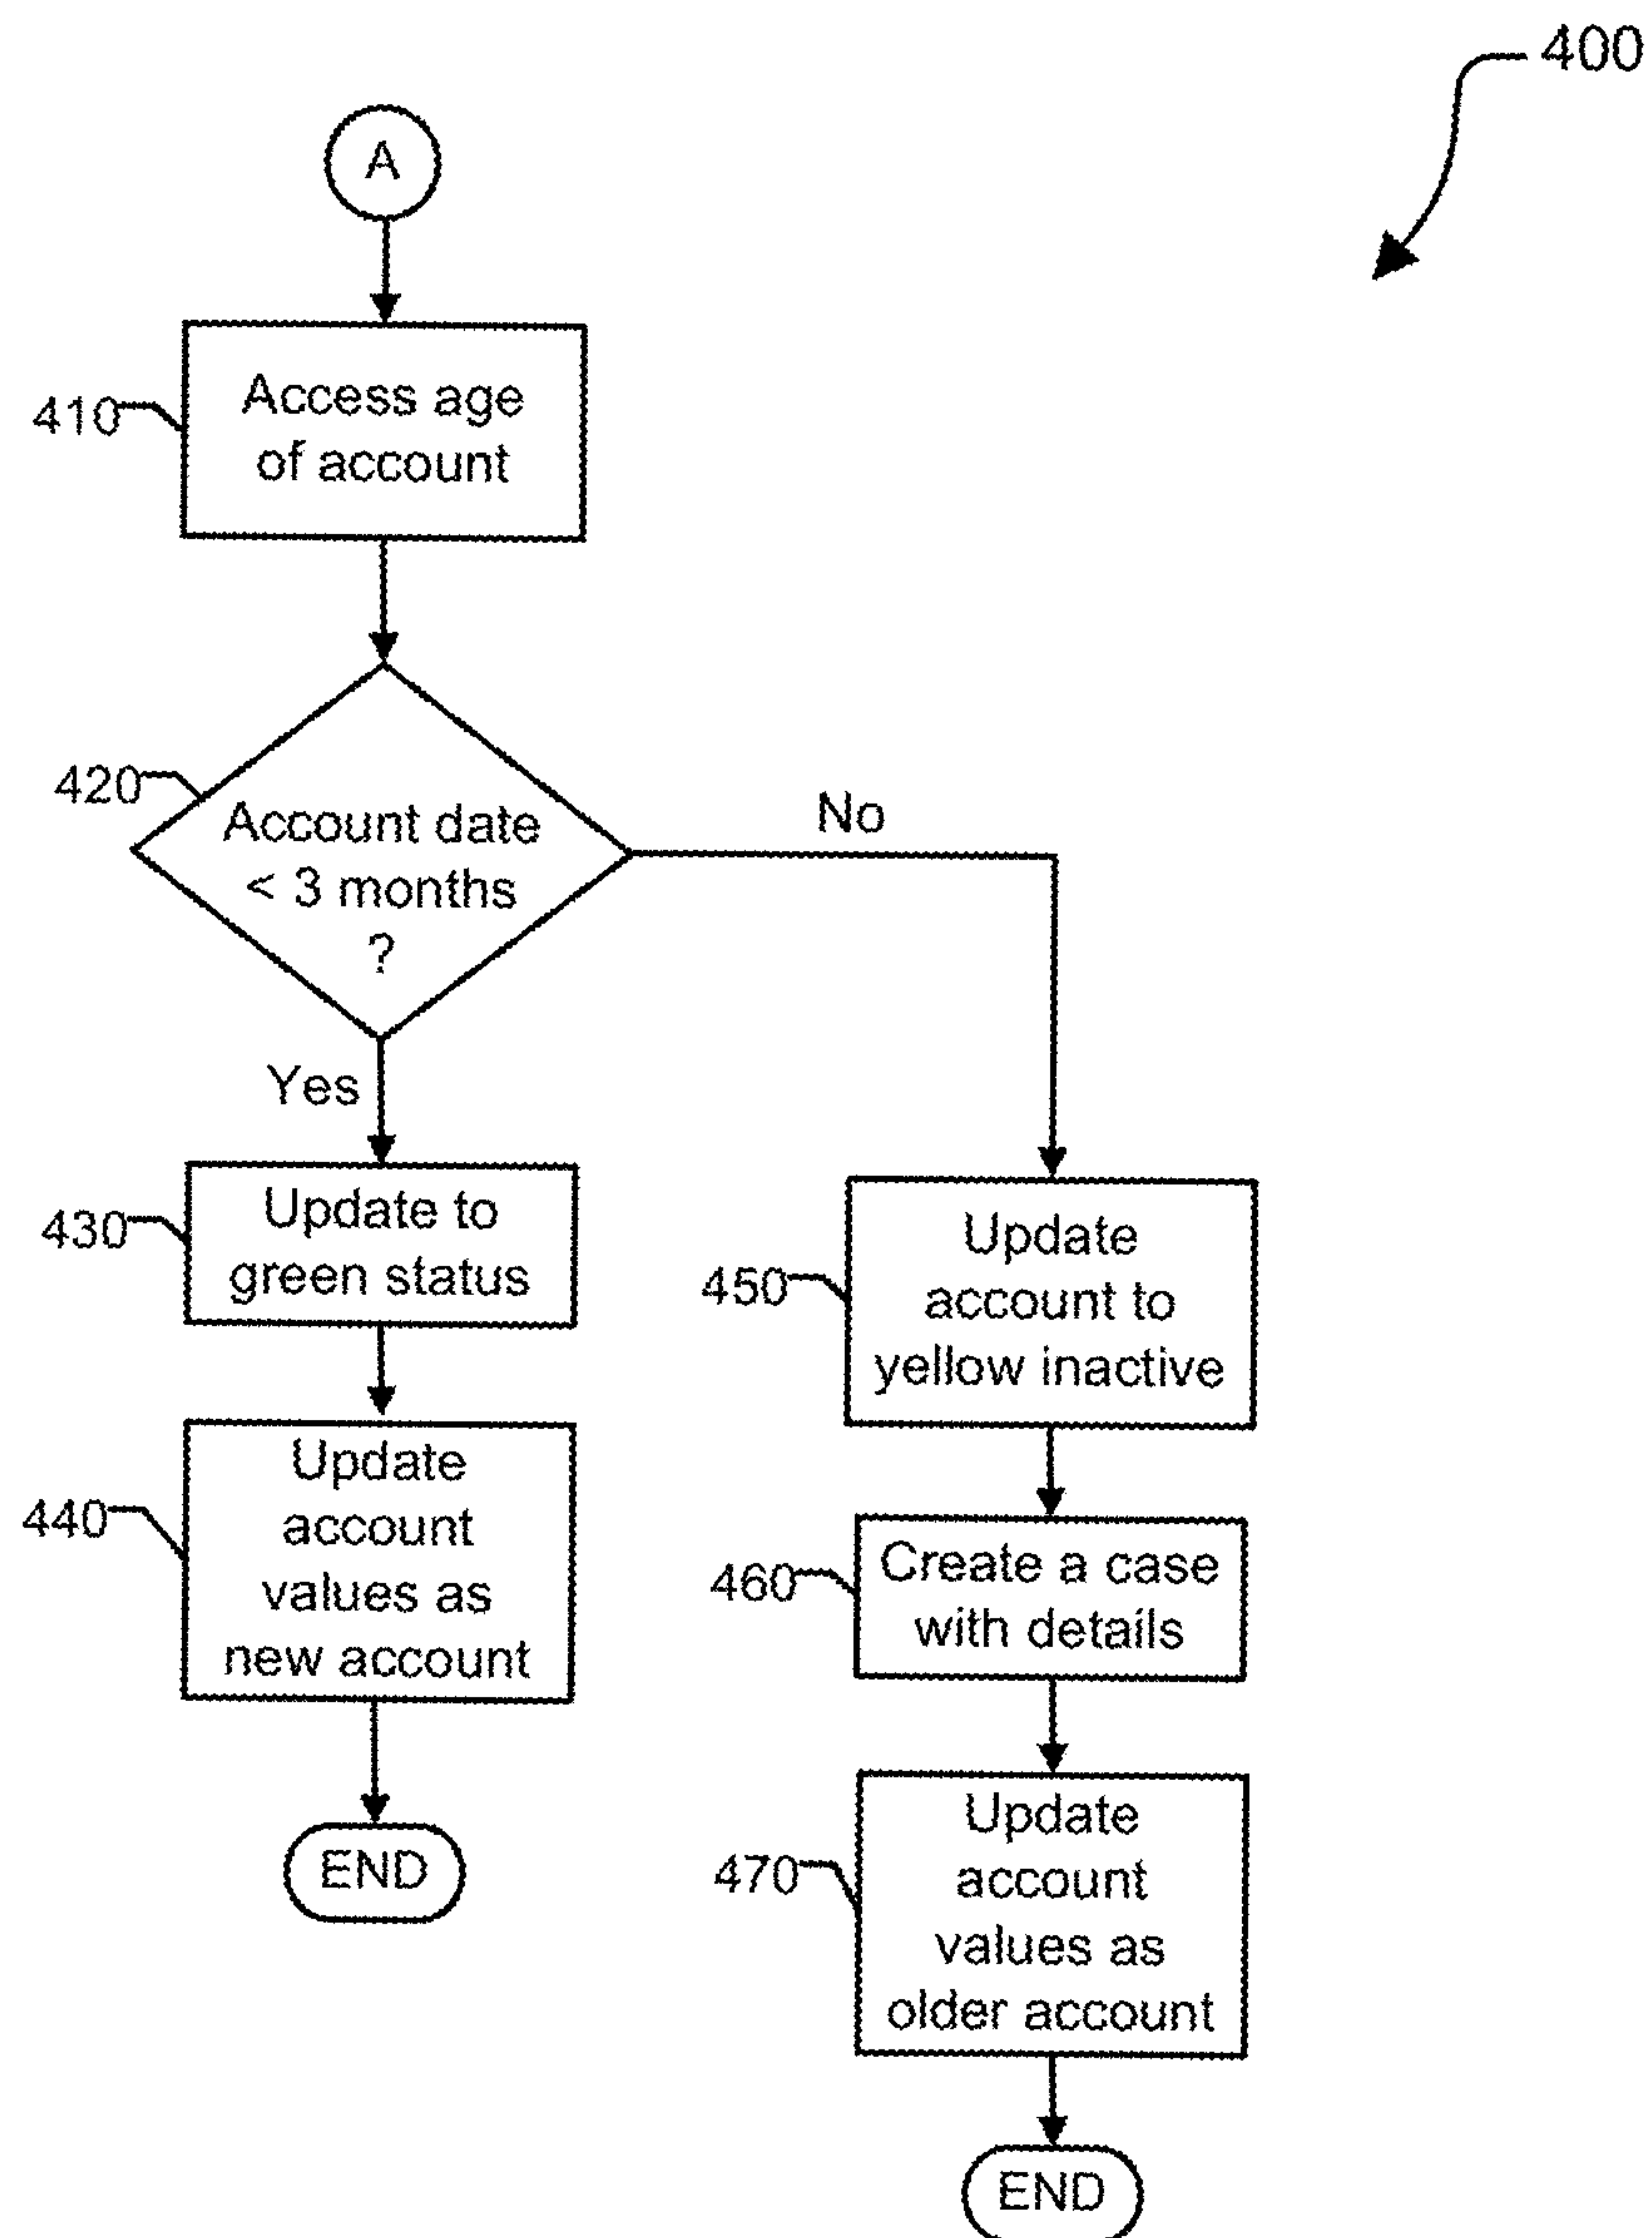 400
A
410
Access age
of account
420
Account date
< 3 months
?
No
Yes
430
Update to
green status
450
Update
account to
yellow inactive
440
Update
account
values as
new account
460
Create a case
with details
470
Update
account
values as
older account
END
END